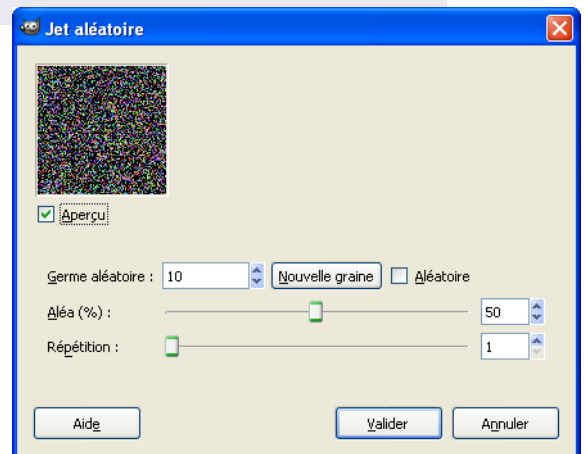 Jet aléatoire
Aperçu
Germe aléatoire : 10 Nouvelle graine Aléatoire
Aléa (%) : 50
Répétition : 1
Aide Valider Annuler